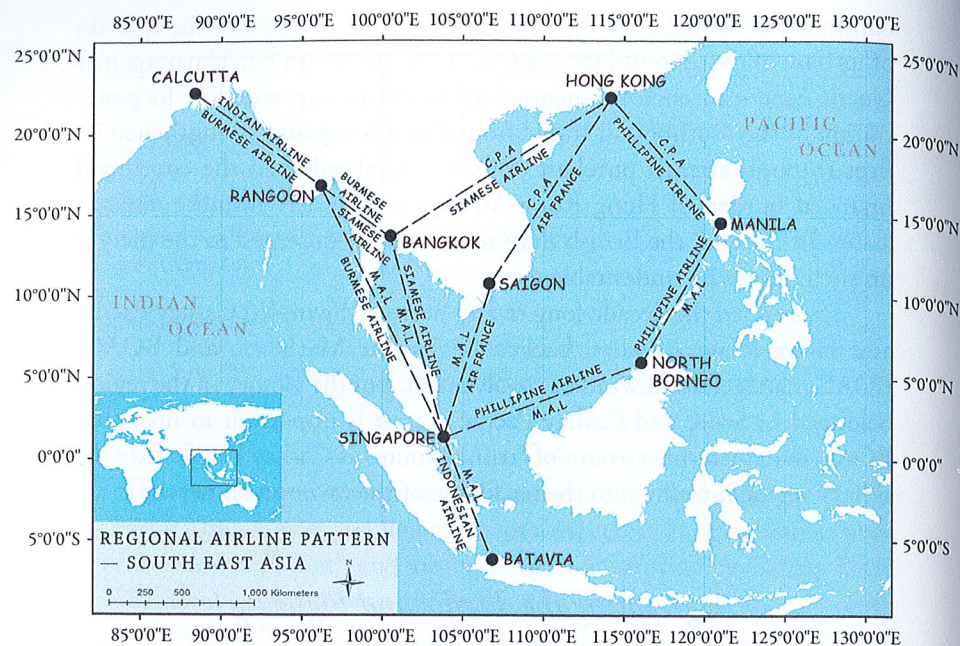 85°0'0"E 90°0'0"E 95°0'0"E 100°0'0"E 105°0'0"E 110°0'0"E 115°0'0"E 120°0'0"E 125°0'0"E 130°0'0"E
25°0'0"N
25°0'0"N
CALCUTTA
HONG KONG
INDIAN AIRLINE
BURMESE AIRLINE
PACIFIC
OCEAN
20°0'0"N
20°0'0"N
C.P.A
SIAMESE AIRLINE
C.P.A
AIR FRANCE
C.P.A
PHILLIPINE AIRLINE
RANGOON
BURMESE
AIRLINE
SIAMESE
AIRLINE
15°0'0"N
15°0'0"N
BANGKOK
MANILA
M.A.L
BURMESE AIRLINE
SIAMESE AIRLINE
M.A.L
SAIGON
10°0'0"N
10°0'0"N
INDIAN
OCEAN
M.A.L
AIR FRANCE
PHILLIPINE AIRLINE
M.A.L
NORTH
BORNEO
5°0'0"N
5°0'0"N
PHILLIPINE AIRLINE
M.A.L
SINGAPORE
0°0'0"
0°0'0"
M.A.L
INDONESIAN
AIRLINE
5°0'0"S
5°0'0"S
BATAVIA
REGIONAL AIRLINE PATTERN
— SOUTH EAST ASIA
N
0 250 500 1,000 Kilometers
85°0'0"E 90°0'0"E 95°0'0"E 100°0'0"E 105°0'0"E 110°0'0"E 115°0'0"E 120°0'0"E 125°0'0"E 130°0'0"E